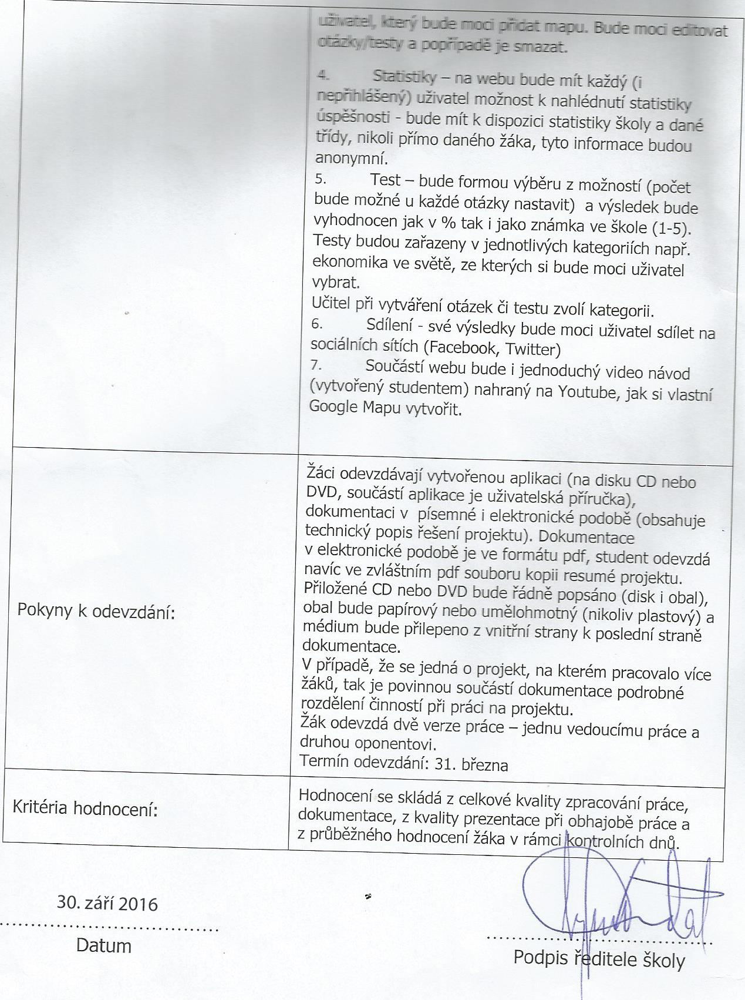 uživatel, který bude moci přidat mapu. Bude moci editovat
otázky/testy a popřípadě je smazat.
4. Statistiky – na webu bude mít každý (i
nepřihlášený) uživatel možnost k nahlédnutí statistiky
úspěšnosti - bude mít k dispozici statistiky školy a dané
třídy, nikoli přímo daného žáka, tyto informace budou
anonymní.
5. Test – bude formou výběru z možností (počet
bude možné u každé otázky nastavit)  a výsledek bude
vyhodnocen jak v % tak i jako známka ve škole (1-5).
Testy budou zařazeny v jednotlivých kategoriích např.
ekonomika ve světě, ze kterých si bude moci uživatel
vybrat.
Učitel při vytváření otázek či testu zvolí kategorii.
6. Sdílení - své výsledky bude moci uživatel sdílet na
sociálních sítích (Facebook, Twitter)
7. Součástí webu bude i jednoduchý video návod
(vytvořený studentem) nahraný na Youtube, jak si vlastní
Google Mapu vytvořit.
Pokyny k odevzdání:
Žáci odevzdávají vytvořenou aplikaci (na disku CD nebo
DVD, součástí aplikace je uživatelská příručka),
dokumentaci v  písemné i elektronické podobě (obsahuje
technický popis řešení projektu). Dokumentace
v elektronické podobě je ve formátu pdf, student odevzdá
navíc ve zvláštním pdf souboru kopii resumé projektu.
Přiložené CD nebo DVD bude řádně popsáno (disk i obal),
obal bude papírový nebo umělohmotný (nikoliv plastový) a
médium bude přilepeno z vnitřní strany k poslední straně
dokumentace.
V případě, že se jedná o projekt, na kterém pracovalo více
žáků, tak je povinnou součástí dokumentace podrobné
rozdělení činností při práci na projektu.
Žák odevzdá dvě verze práce – jednu vedoucímu práce a
druhou oponentovi.
Termín odevzdání: 31. března
Kritéria hodnocení:
Hodnocení se skládá z celkové kvality zpracování práce,
dokumentace, z kvality prezentace při obhajobě práce a
z průběžného hodnocení žáka v rámci kontrolních dnů.
30. září 2016
Datum
Podpis ředitele školy